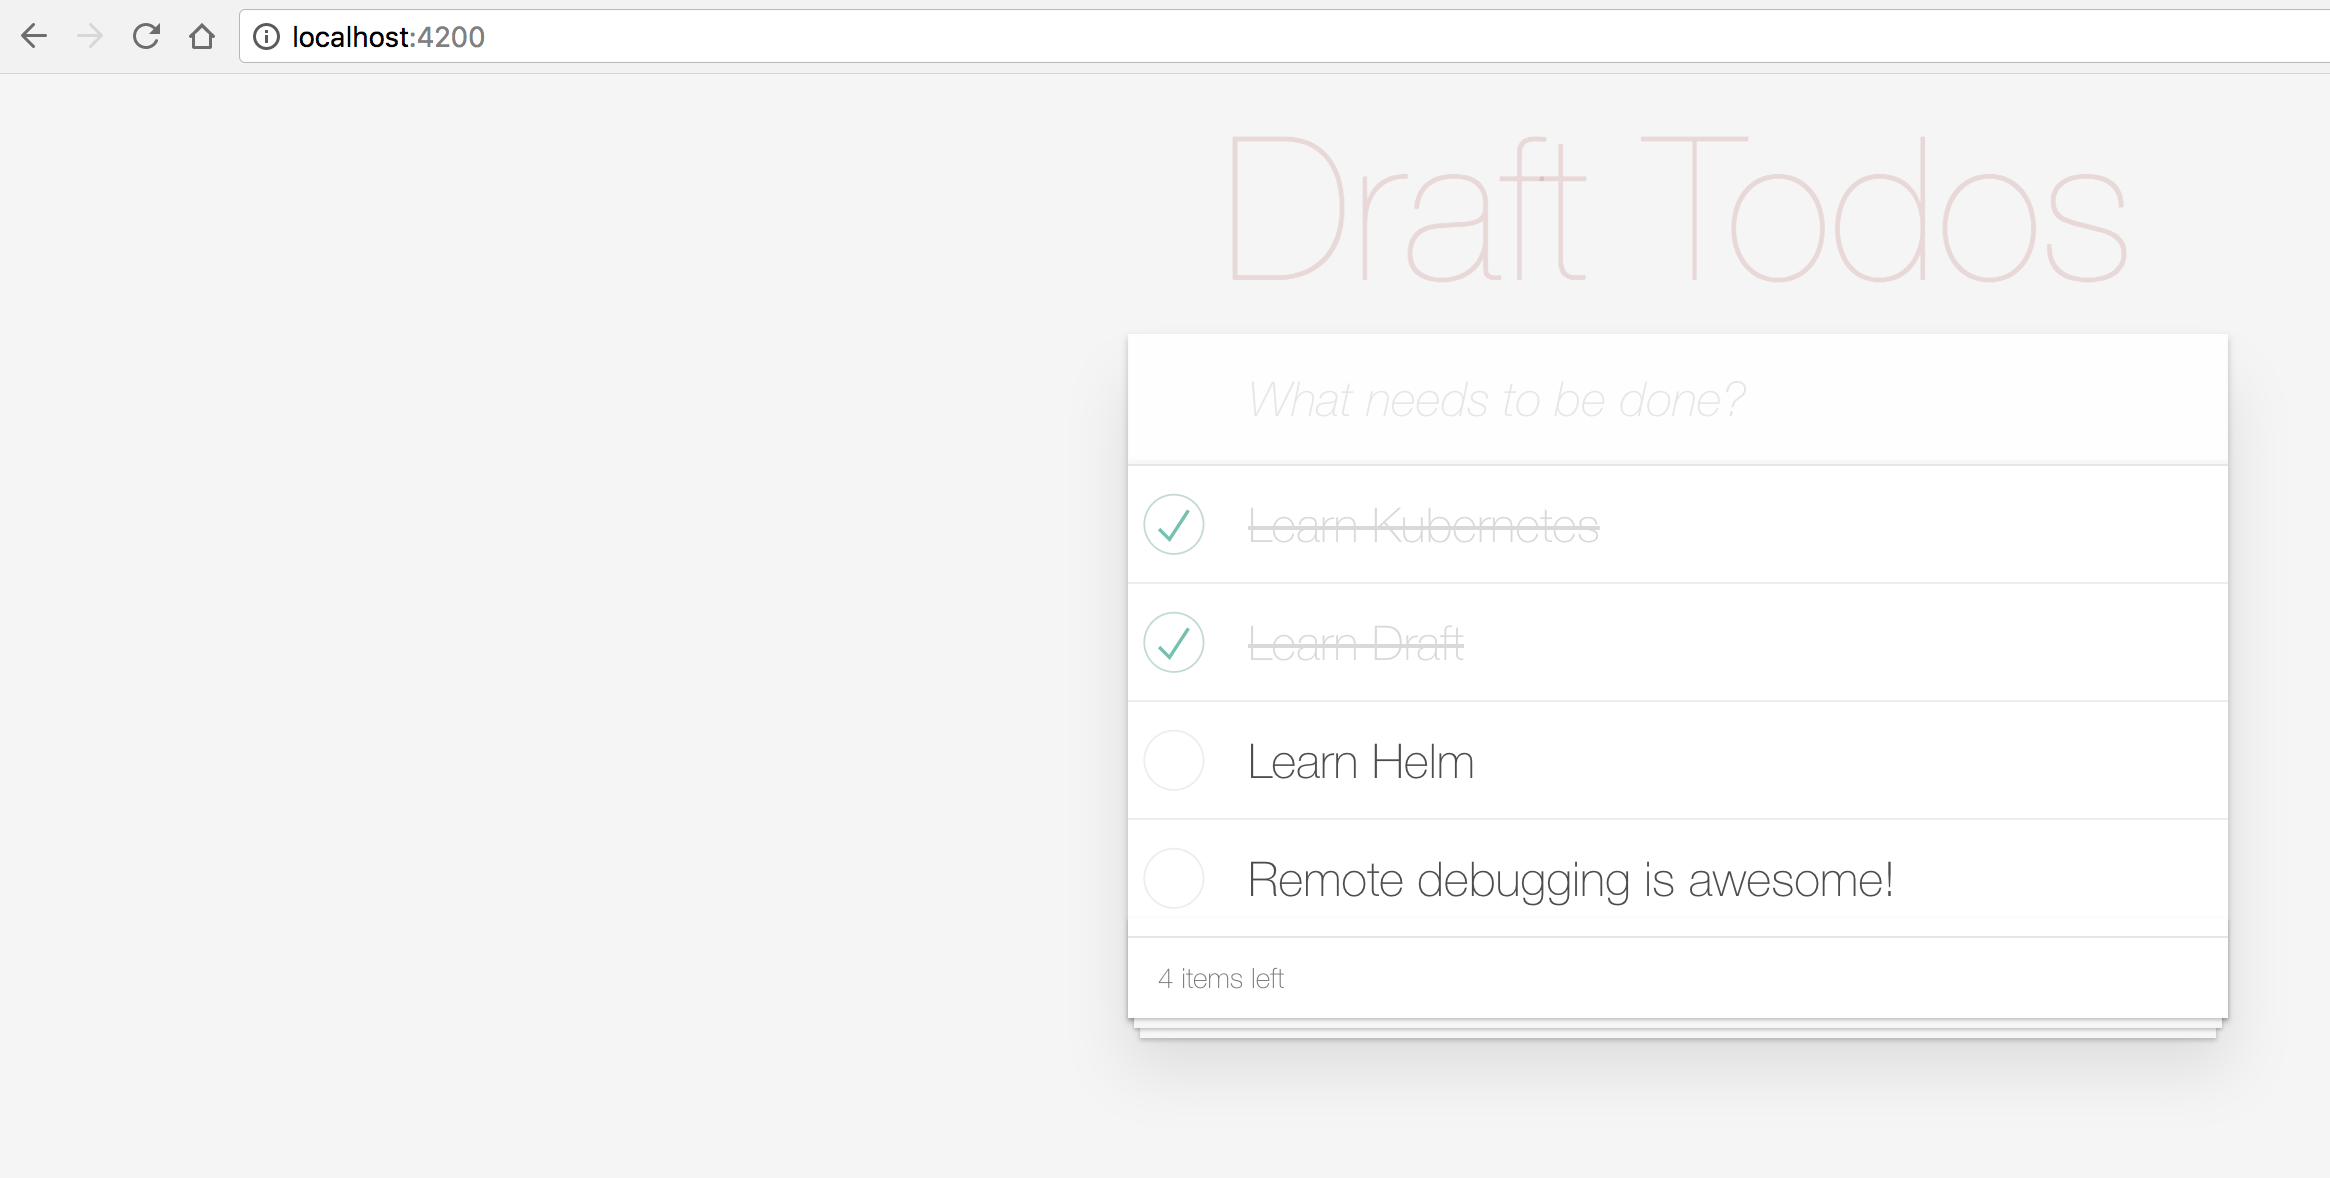 localhost:4200
Draft Todos
What needs to be done?
Learn Kubernetes
Learn Draft
Learn Helm
Remote debugging is awesome!
4 items left